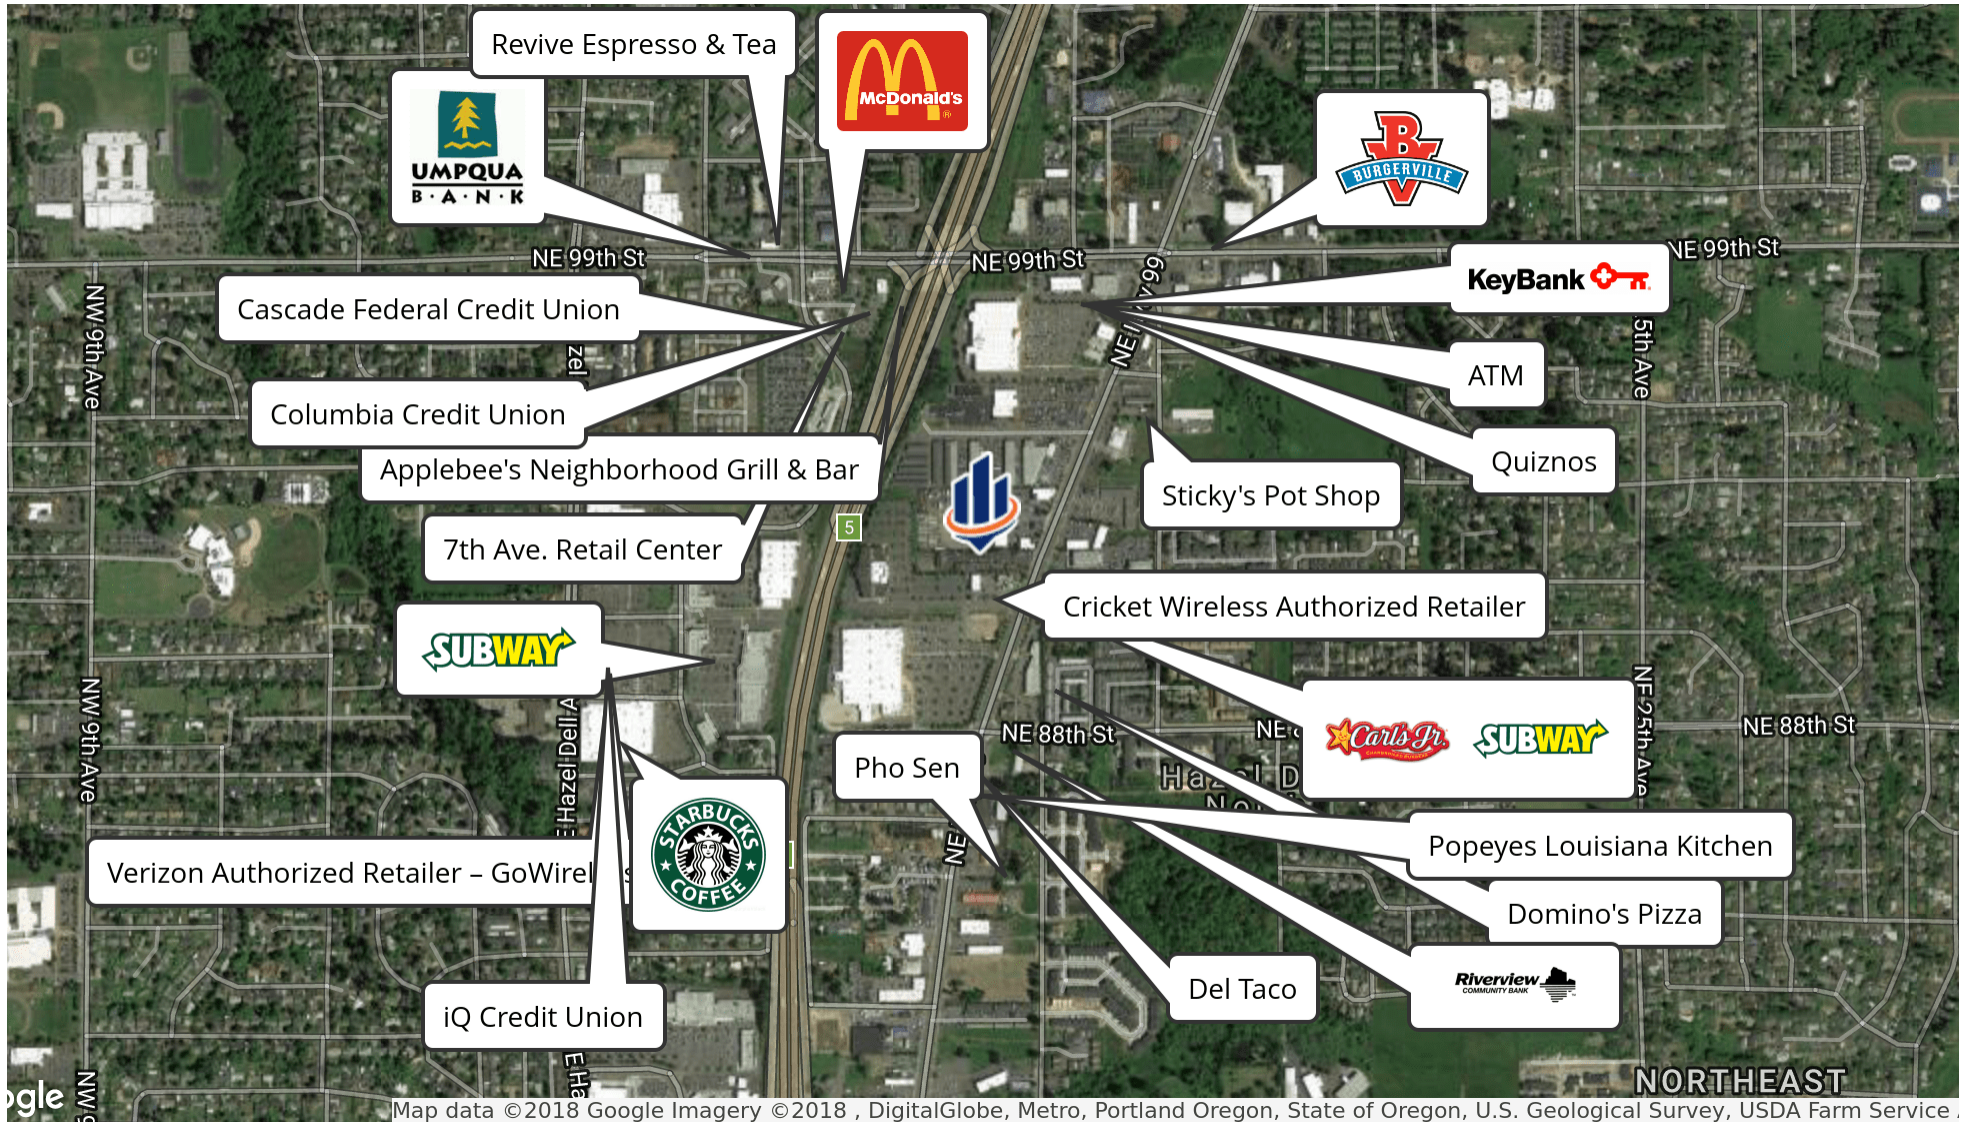 Revive Espresso & Tea
McDonald's
UMPQUA
B·A·N·K
BURGERVILLE
NE 99th St
NE 99th St
NE 99th St
KeyBank
Cascade Federal Credit Union
NW 9th Ave
ATM
Columbia Credit Union
Quiznos
Applebee's Neighborhood Grill & Bar
Sticky's Pot Shop
5
7th Ave. Retail Center
Cricket Wireless Authorized Retailer
SUBWAY
Carl's Jr.
SUBWAY
NW 9th Ave
NE 88th St
NE 88th St
Pho Sen
Popeyes Louisiana Kitchen
STARBUCKS
COFFEE
Verizon Authorized Retailer – GoWirel
Domino's Pizza
Del Taco
Riverview
COMMUNITY BANK
iQ Credit Union
NORTHEAST
ogle
Map data ©2018 Google Imagery ©2018 , DigitalGlobe, Metro, Portland Oregon, State of Oregon, U.S. Geological Survey, USDA Farm Service